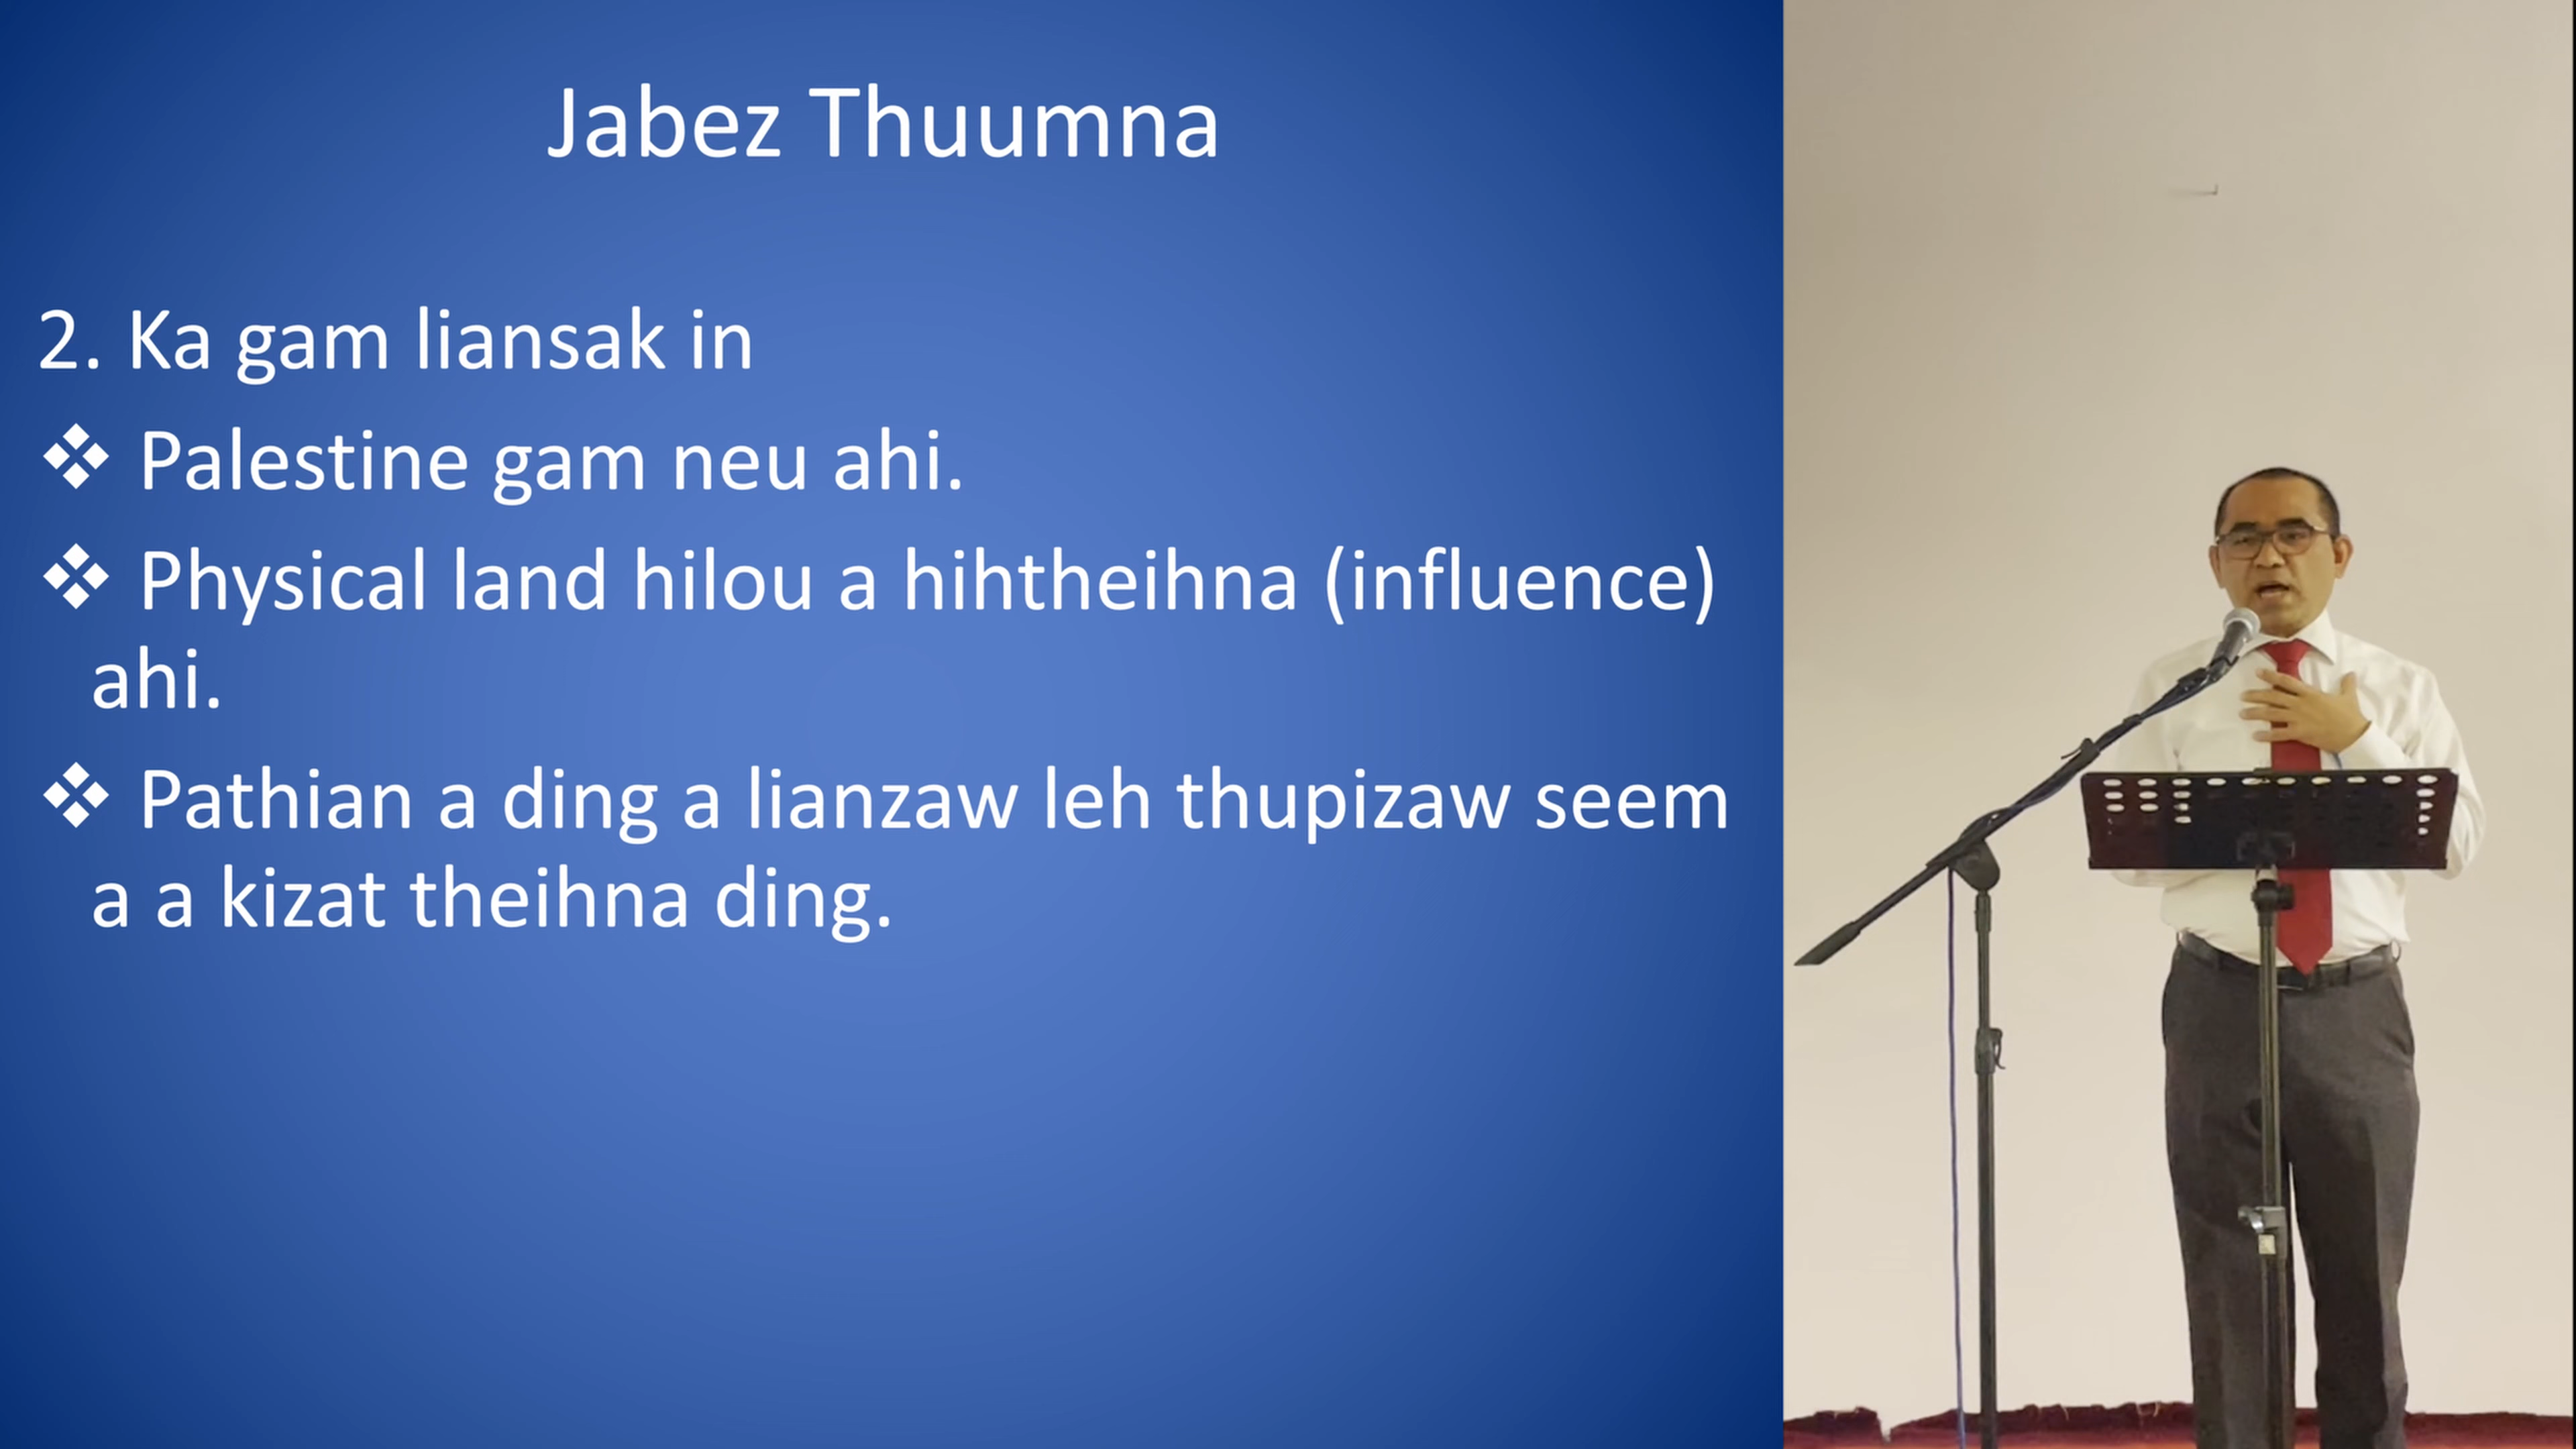 Jabez Thuumna
2. Ka gam liansak in
❖ Palestine gam neu ahi.
❖ Physical land hilou a hihtheihna (influence)
ahi.
❖ Pathian a ding a lianzaw leh thupizaw seem
a a kizat theihna ding.